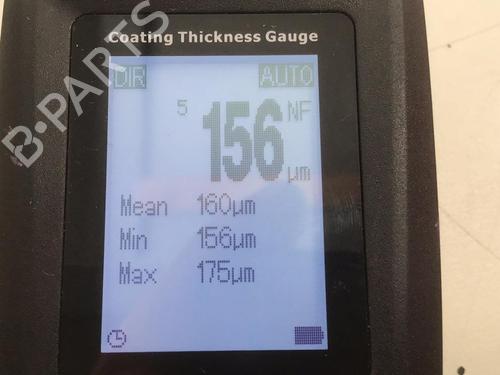 Coating Thickness Gauge
DIR AUTO
5 156 NF
µm
Mean 160µm
Min 156µm
Max 175µm
B-PARTS